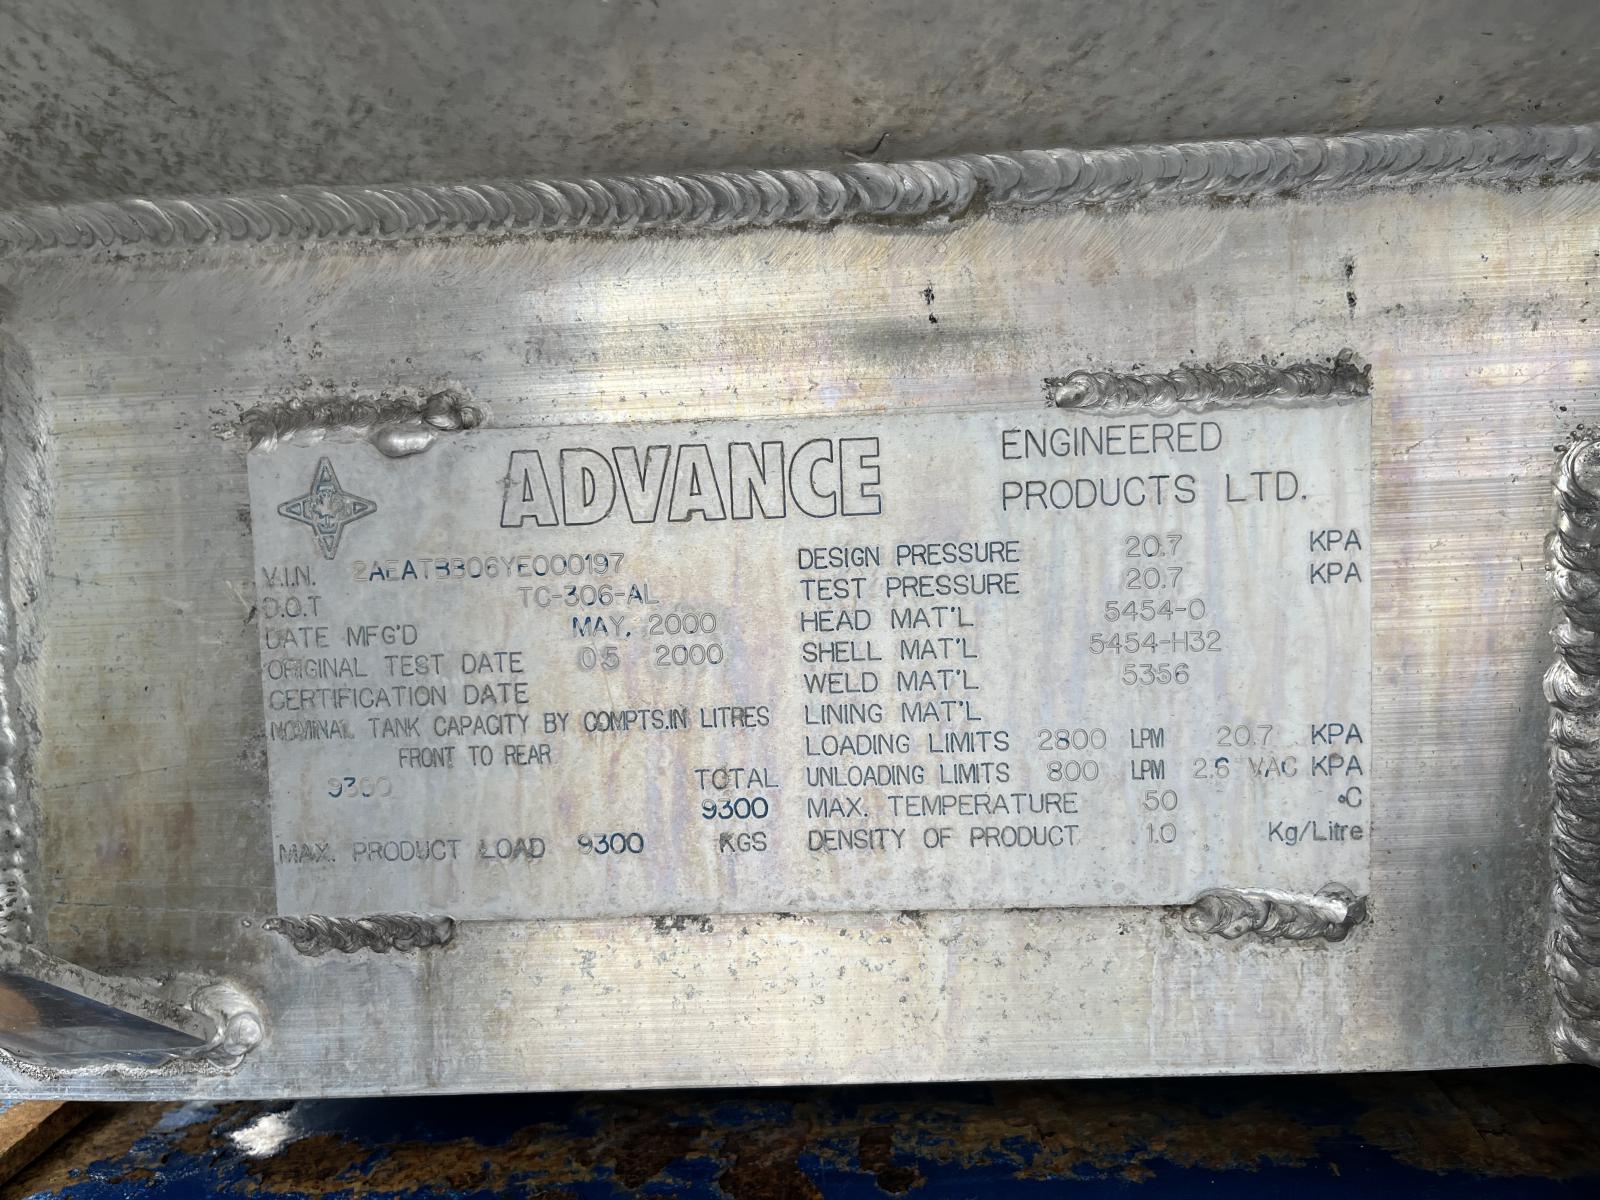 ADVANCE ENGINEERED
PRODUCTS LTD.
V.I.N. 2AEATBB06YE000197
D.O.T TC-306-AL
DATE MFG'D MAY, 2000
ORIGINAL TEST DATE 05 2000
CERTIFICATION DATE
NOMINAL TANK CAPACITY BY COMPTS.IN LITRES
FRONT TO REAR
9300 TOTAL
9300
MAX. PRODUCT LOAD 9300 KGS
DESIGN PRESSURE 20.7 KPA
TEST PRESSURE 20.7 KPA
HEAD MAT'L 5454-O
SHELL MAT'L 5454-H32
WELD MAT'L 5356
LINING MAT'L
LOADING LIMITS 2800 LPM 20.7 KPA
UNLOADING LIMITS 800 LPM 2.6 VAC KPA
MAX. TEMPERATURE 50 °C
DENSITY OF PRODUCT 1.0 Kg/Litre